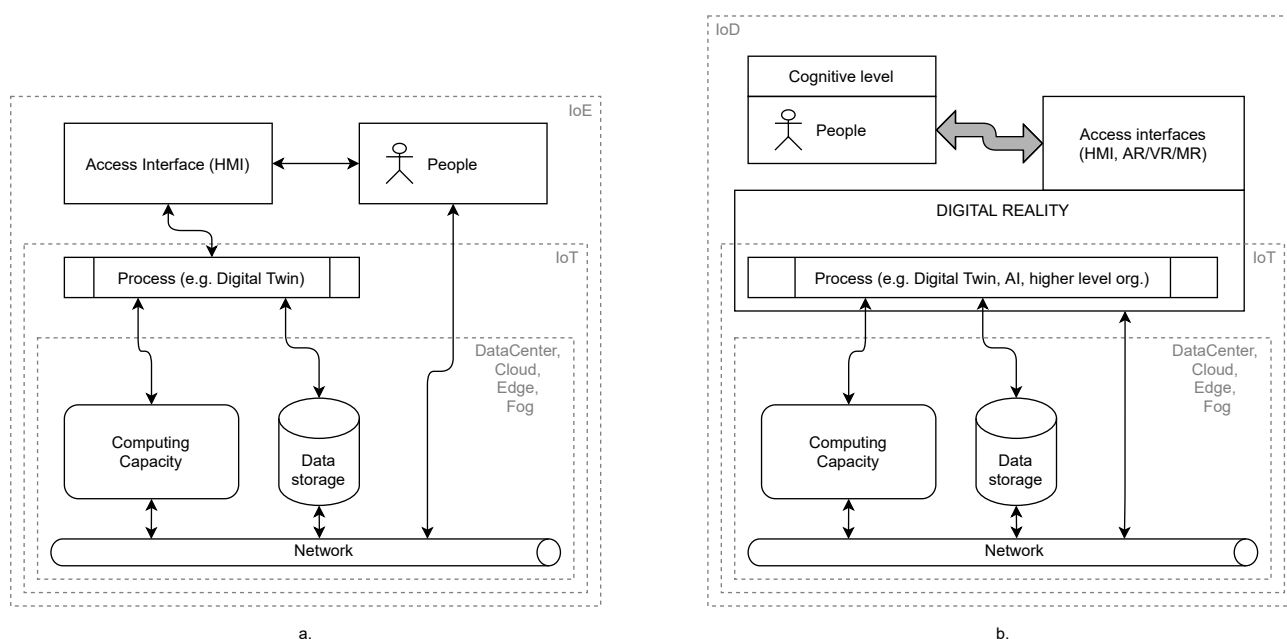 IoE
Access Interface (HMI)
People
IoT
Process (e.g. Digital Twin)
DataCenter,
Cloud,
Edge,
Fog
Computing
Capacity
Data
storage
Network
a.
IoD
Cognitive level
People
Access interfaces
(HMI, AR/VR/MR)
DIGITAL REALITY
IoT
Process (e.g. Digital Twin, AI, higher level org.)
DataCenter,
Cloud,
Edge,
Fog
Computing
Capacity
Data
storage
Network
b.